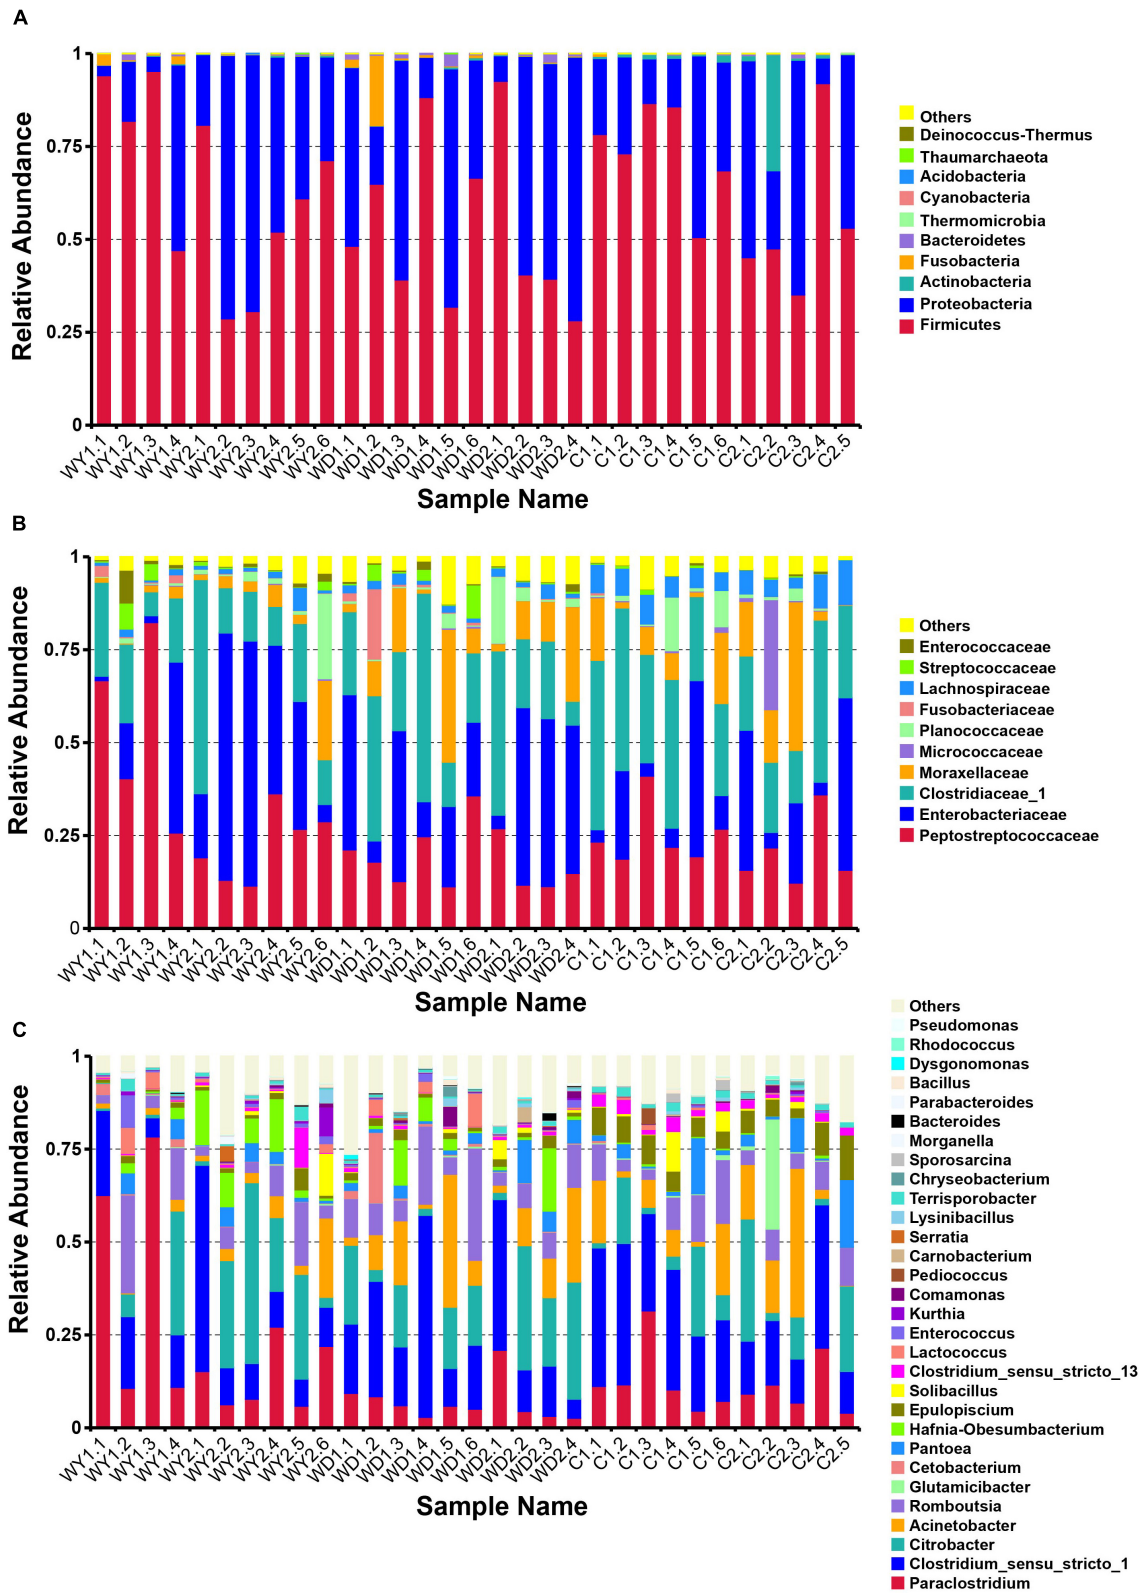 A
Relative Abundance
1
0.75
0.5
0.25
0
WY1.1 WY1.2 WY1.3 WY1.4 WY2.1 WY2.2 WY2.3 WY2.4 WY2.5 WY2.6 WD1.1 WD1.2 WD1.3 WD1.4 WD1.5 WD1.6 WD2.1 WD2.2 WD2.3 WD2.4 C1.1 C1.2 C1.3 C1.4 C1.5 C1.6 C2.1 C2.2 C2.3 C2.4 C2.5
Sample Name
Others
Deinococcus-Thermus
Thaumarchaeota
Acidobacteria
Cyanobacteria
Thermomicrobia
Bacteroidetes
Fusobacteria
Actinobacteria
Proteobacteria
Firmicutes
B
Relative Abundance
1
0.75
0.5
0.25
0
WY1.1 WY1.2 WY1.3 WY1.4 WY2.1 WY2.2 WY2.3 WY2.4 WY2.5 WY2.6 WD1.1 WD1.2 WD1.3 WD1.4 WD1.5 WD1.6 WD2.1 WD2.2 WD2.3 WD2.4 C1.1 C1.2 C1.3 C1.4 C1.5 C1.6 C2.1 C2.2 C2.3 C2.4 C2.5
Sample Name
Others
Enterococcaceae
Streptococcaceae
Lachnospiraceae
Fusobacteriaceae
Planococcaceae
Micrococcaceae
Moraxellaceae
Clostridiaceae_1
Enterobacteriaceae
Peptostreptococcaceae
C
Relative Abundance
1
0.75
0.5
0.25
0
WY1.1 WY1.2 WY1.3 WY1.4 WY2.1 WY2.2 WY2.3 WY2.4 WY2.5 WY2.6 WD1.1 WD1.2 WD1.3 WD1.4 WD1.5 WD1.6 WD2.1 WD2.2 WD2.3 WD2.4 C1.1 C1.2 C1.3 C1.4 C1.5 C1.6 C2.1 C2.2 C2.3 C2.4 C2.5
Sample Name
Others
Pseudomonas
Rhodococcus
Dysgonomonas
Bacillus
Parabacteroides
Bacteroides
Morganella
Sporosarcina
Chryseobacterium
Terrisporobacter
Lysinibacillus
Serratia
Carnobacterium
Pediococcus
Comamonas
Kurthia
Enterococcus
Lactococcus
Clostridium_sensu_stricto_13
Solibacillus
Epulopiscium
Hafnia-Obesumbacterium
Pantoea
Cetobacterium
Glutamicibacter
Romboutsia
Acinetobacter
Citrobacter
Clostridium_sensu_stricto_1
Paraclostridium